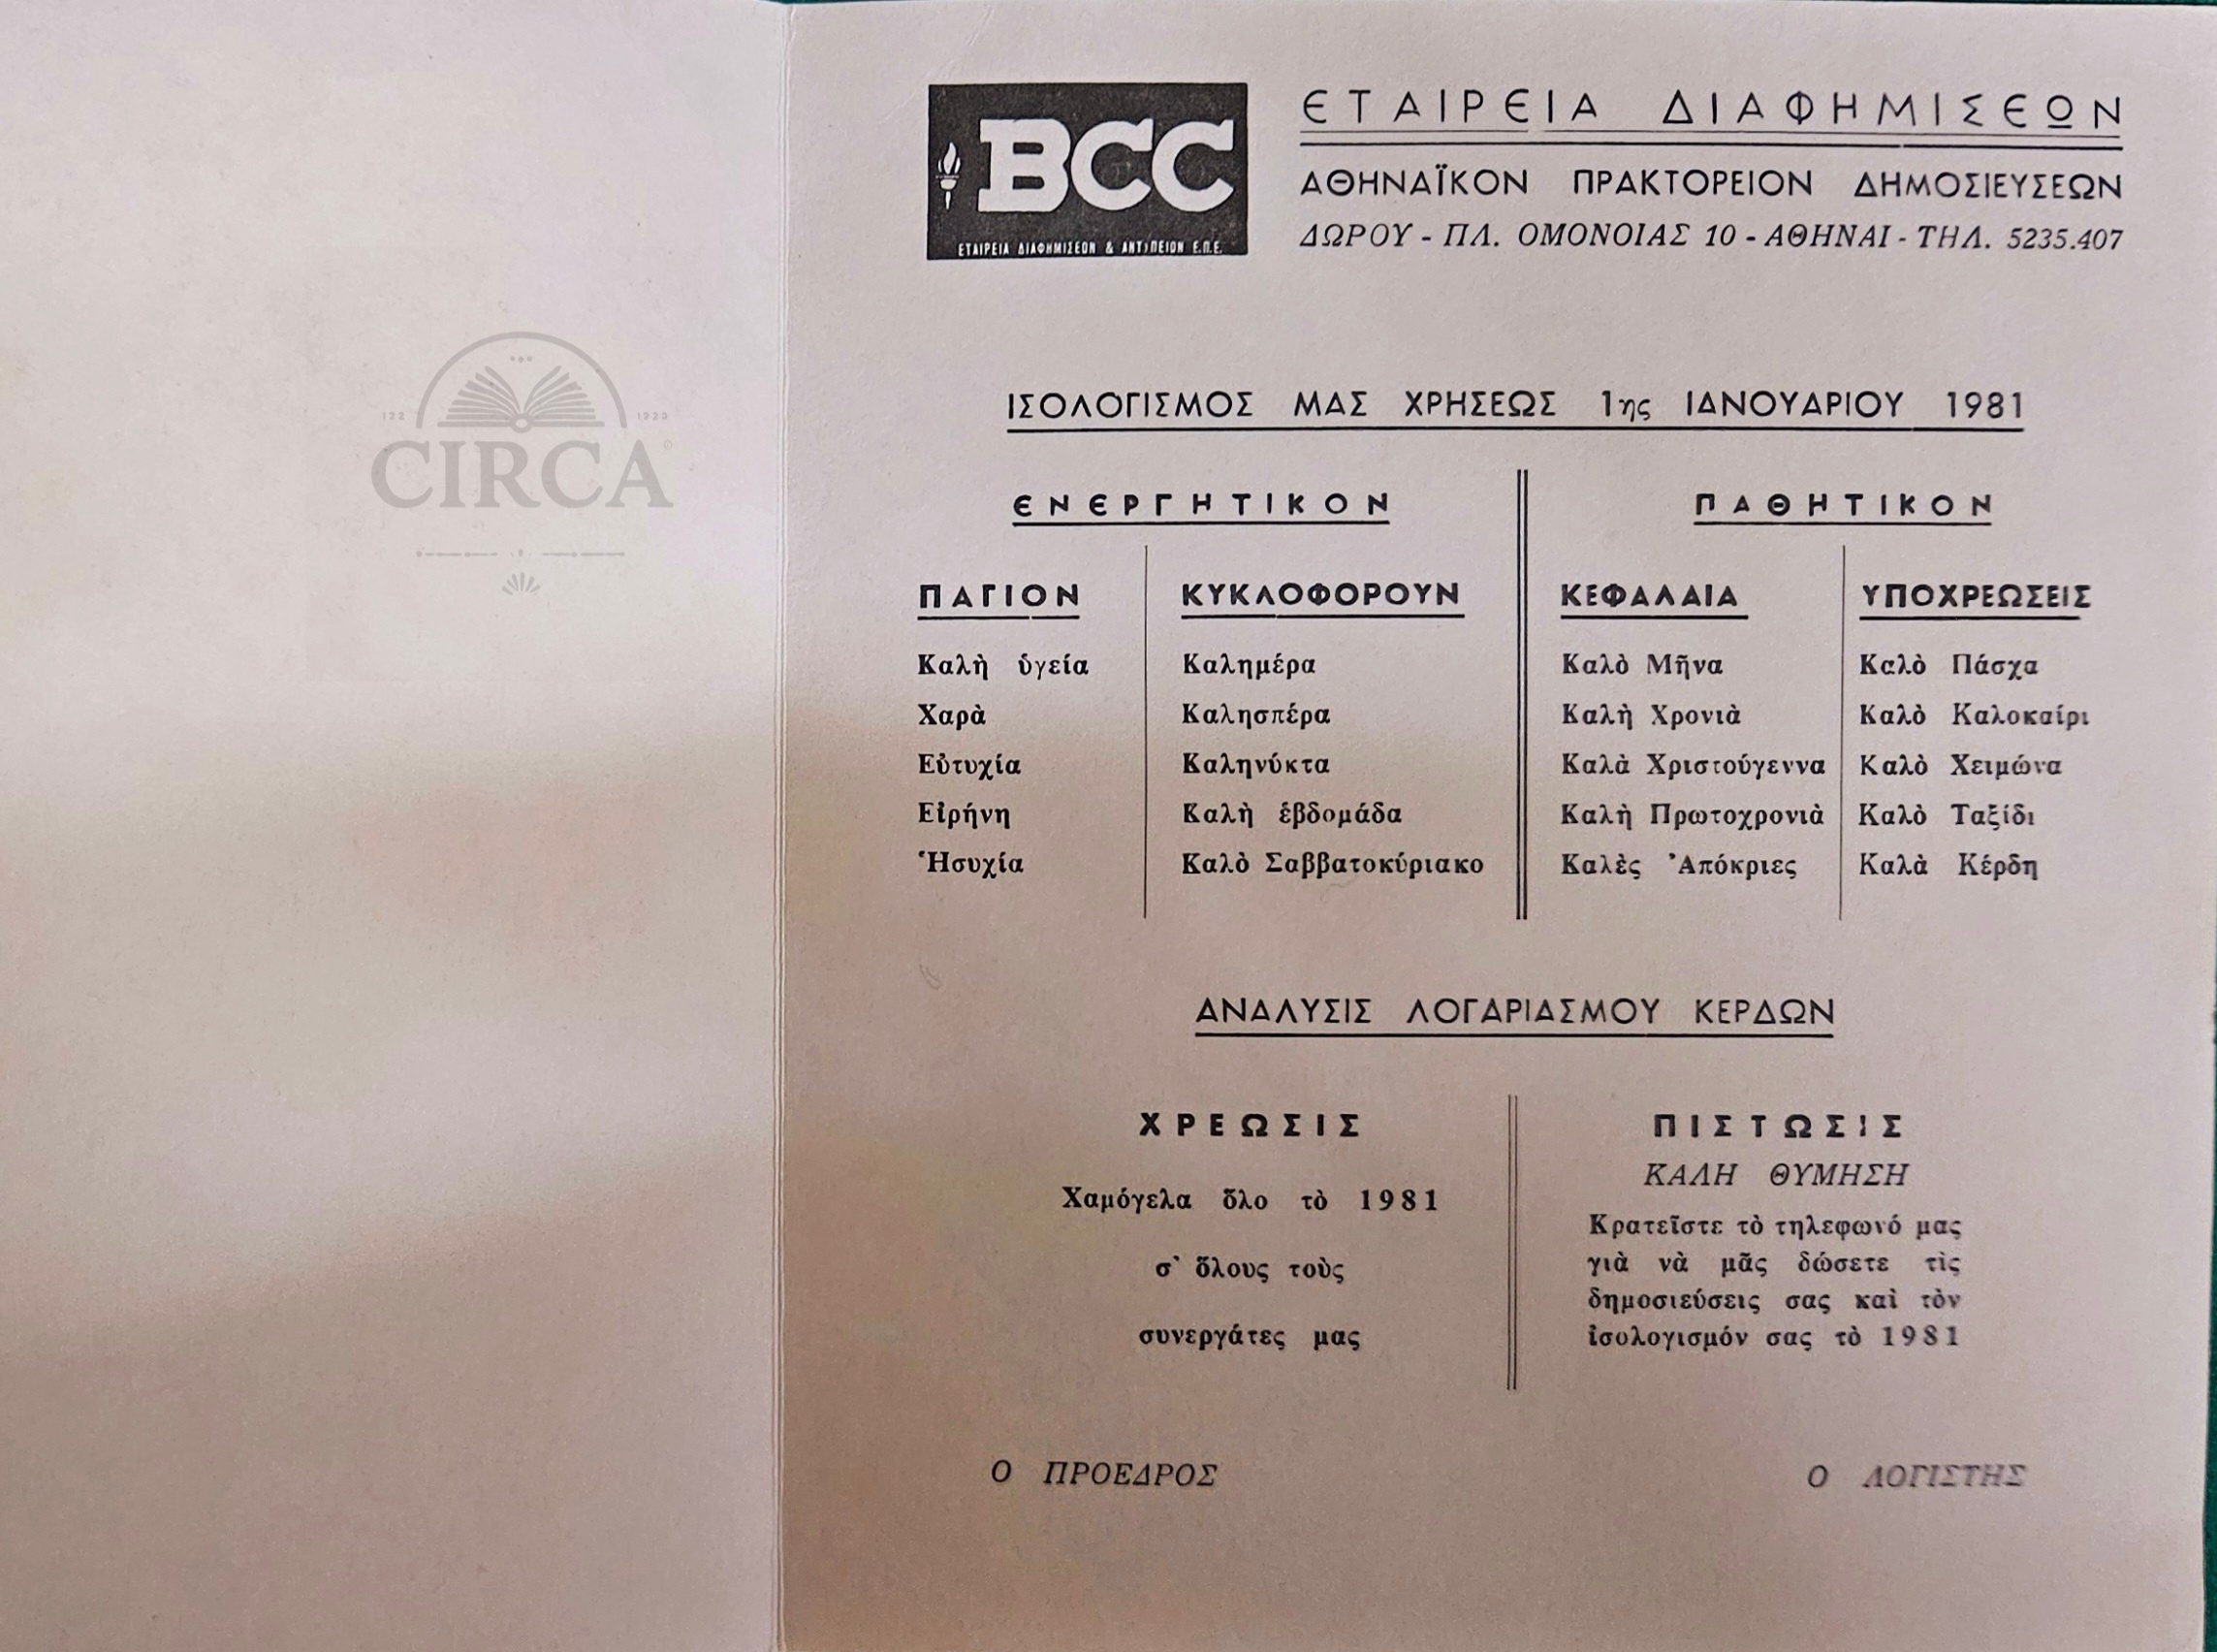 BCC
ΕΤΑΙΡΕΙΑ ΔΙΑΦΗΜΙΣΕΩΝ & ΑΝΤ)ΠΕΙΩΝ Ε.Π.Ε.
ΕΤΑΙΡΕΙΑ ΔΙΑΦΗΜΙΣΕΩΝ
ΑΘΗΝΑΪΚΟΝ ΠΡΑΚΤΟΡΕΙΟΝ ΔΗΜΟΣΙΕΥΣΕΩΝ
ΔΩΡΟΥ - ΠΛ. ΟΜΟΝΟΙΑΣ 10 - ΑΘΗΝΑΙ - ΤΗΛ. 5235.407
CIRCA
ΙΣΟΛΟΓΙΣΜΟΣ ΜΑΣ ΧΡΗΣΕΩΣ 1ης ΙΑΝΟΥΑΡΙΟΥ 1981
ΕΝΕΡΓΗΤΙΚΟΝ
ΠΑΓΙΟΝ
Καλὴ ὑγεία
Χαρὰ
Εὐτυχία
Εἰρήνη
Ἡσυχία
ΚΥΚΛΟΦΟΡΟΥΝ
Καλημέρα
Καλησπέρα
Καληνύκτα
Καλὴ ἑβδομάδα
Καλὸ Σαββατοκύριακο
ΠΑΘΗΤΙΚΟΝ
ΚΕΦΑΛΑΙΑ
Καλὸ Μῆνα
Καλὴ Χρονιὰ
Καλὰ Χριστούγεννα
Καλὴ Πρωτοχρονιὰ
Καλὲς Ἀπόκριες
ΥΠΟΧΡΕΩΣΕΙΣ
Καλὸ Πάσχα
Καλὸ Καλοκαίρι
Καλὸ Χειμώνα
Καλὸ Ταξίδι
Καλὰ Κέρδη
ΑΝΑΛΥΣΙΣ ΛΟΓΑΡΙΑΣΜΟΥ ΚΕΡΔΩΝ
ΧΡΕΩΣΙΣ
Χαμόγελα ὅλο τὸ 1981
σ' ὅλους τοὺς
συνεργάτες μας
ΠΙΣΤΩΣΙΣ
ΚΑΛΗ ΘΥΜΗΣΗ
Κρατεῖστε τὸ τηλεφωνό μας
γιὰ νὰ μᾶς δώσετε τὶς
δημοσιεύσεις σας καὶ τὸν
ἰσολογισμόν σας τὸ 1981
Ο ΠΡΟΕΔΡΟΣ
Ο ΛΟΓΙΣΤΗΣ